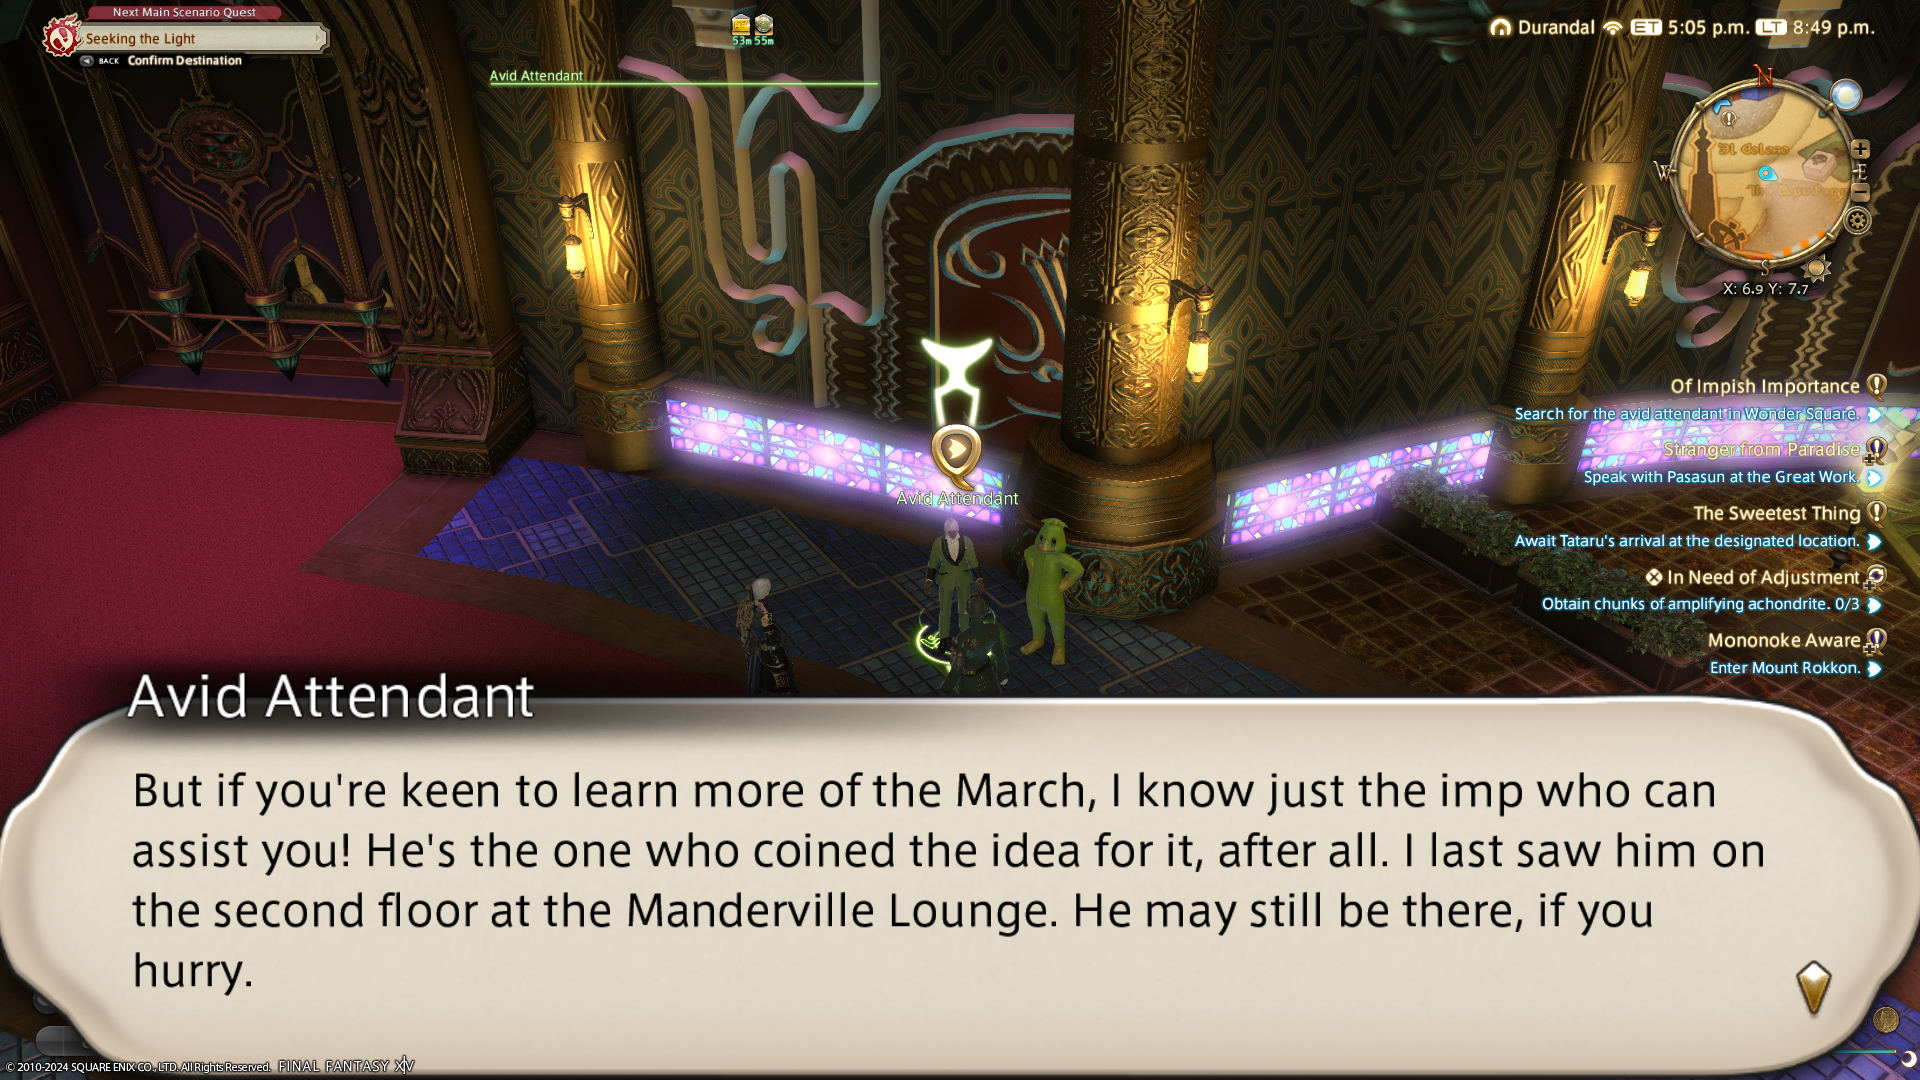 Next Main Scenario Quest
Seeking the Light
BACK Confirm Destination
53m 55m
Durandal ET 5:05 p.m. LT 8:49 p.m.
Avid Attendant
N
W
E
S
X: 6.9 Y: 7.7
Of Impish Importance
Search for the avid attendant in Wonder Square.
Stranger from Paradise
Speak with Pasasun at the Great Work.
The Sweetest Thing
Await Tataru's arrival at the designated location.
In Need of Adjustment
Obtain chunks of amplifying achondrite. 0/3
Mononoke Aware
Enter Mount Rokkon.
Avid Attendant
Avid Attendant
But if you're keen to learn more of the March, I know just the imp who can
assist you! He's the one who coined the idea for it, after all. I last saw him on
the second floor at the Manderville Lounge. He may still be there, if you
hurry.
© 2010-2024 SQUARE ENIX CO., LTD. All Rights Reserved. FINAL FANTASY XIV